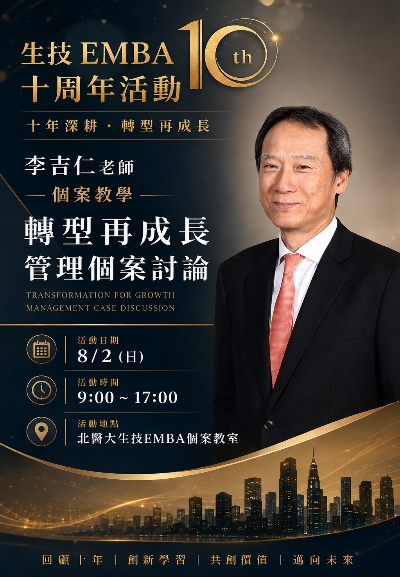 生技 EMBA 10th
十周年活動
十年深耕・轉型再成長
李吉仁老師
個案教學
轉型再成長
管理個案討論
TRANSFORMATION FOR GROWTH
MANAGEMENT CASE DISCUSSION
活動日期
8/2 (日)
活動時間
9:00 ~ 17:00
活動地點
北醫大生技EMBA個案教室
回顧十年 | 創新學習 | 共創價值 | 邁向未來